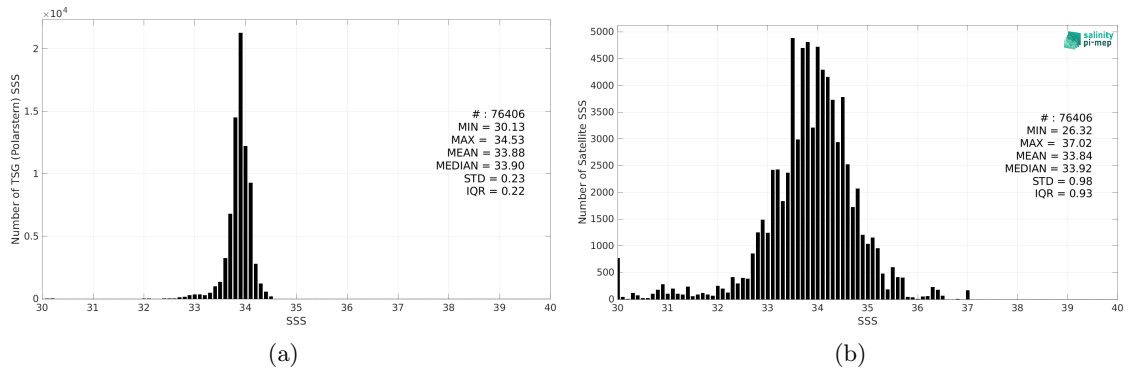 ×10⁴
2
1.5
1
0.5
0
Number of TSG (Polarstern) SSS
# : 76406
MIN = 30.13
MAX = 34.53
MEAN = 33.88
MEDIAN = 33.90
STD = 0.23
IQR = 0.22
30 31 32 33 34 35 36 37 38 39 40
SSS
(a)
salinity
pi-mep
5000
4500
4000
3500
3000
2500
2000
1500
1000
500
0
Number of Satellite SSS
# : 76406
MIN = 26.32
MAX = 37.02
MEAN = 33.84
MEDIAN = 33.92
STD = 0.98
IQR = 0.93
30 31 32 33 34 35 36 37 38 39 40
SSS
(b)